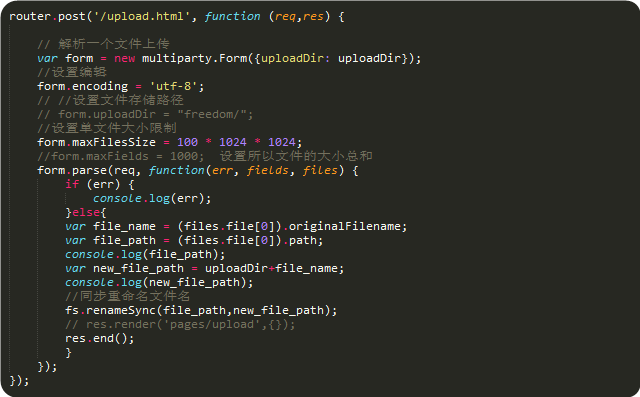 router.post('/upload.html', function (req,res) {
// 解析一个文件上传
var form = new multiparty.Form({uploadDir: uploadDir});
//设置编辑
form.encoding = 'utf-8';
// //设置文件存储路径
// form.uploadDir = "freedom/";
//设置单文件大小限制
form.maxFilesSize = 100 * 1024 * 1024;
//form.maxFields = 1000;  设置所以文件的大小总和
form.parse(req, function(err, fields, files) {
if (err) {
console.log(err);
}else{
var file_name = (files.file[0]).originalFilename;
var file_path = (files.file[0]).path;
console.log(file_path);
var new_file_path = uploadDir+file_name;
console.log(new_file_path);
//同步重命名文件名
fs.renameSync(file_path,new_file_path);
// res.render('pages/upload',{});
res.end();
}
});
});